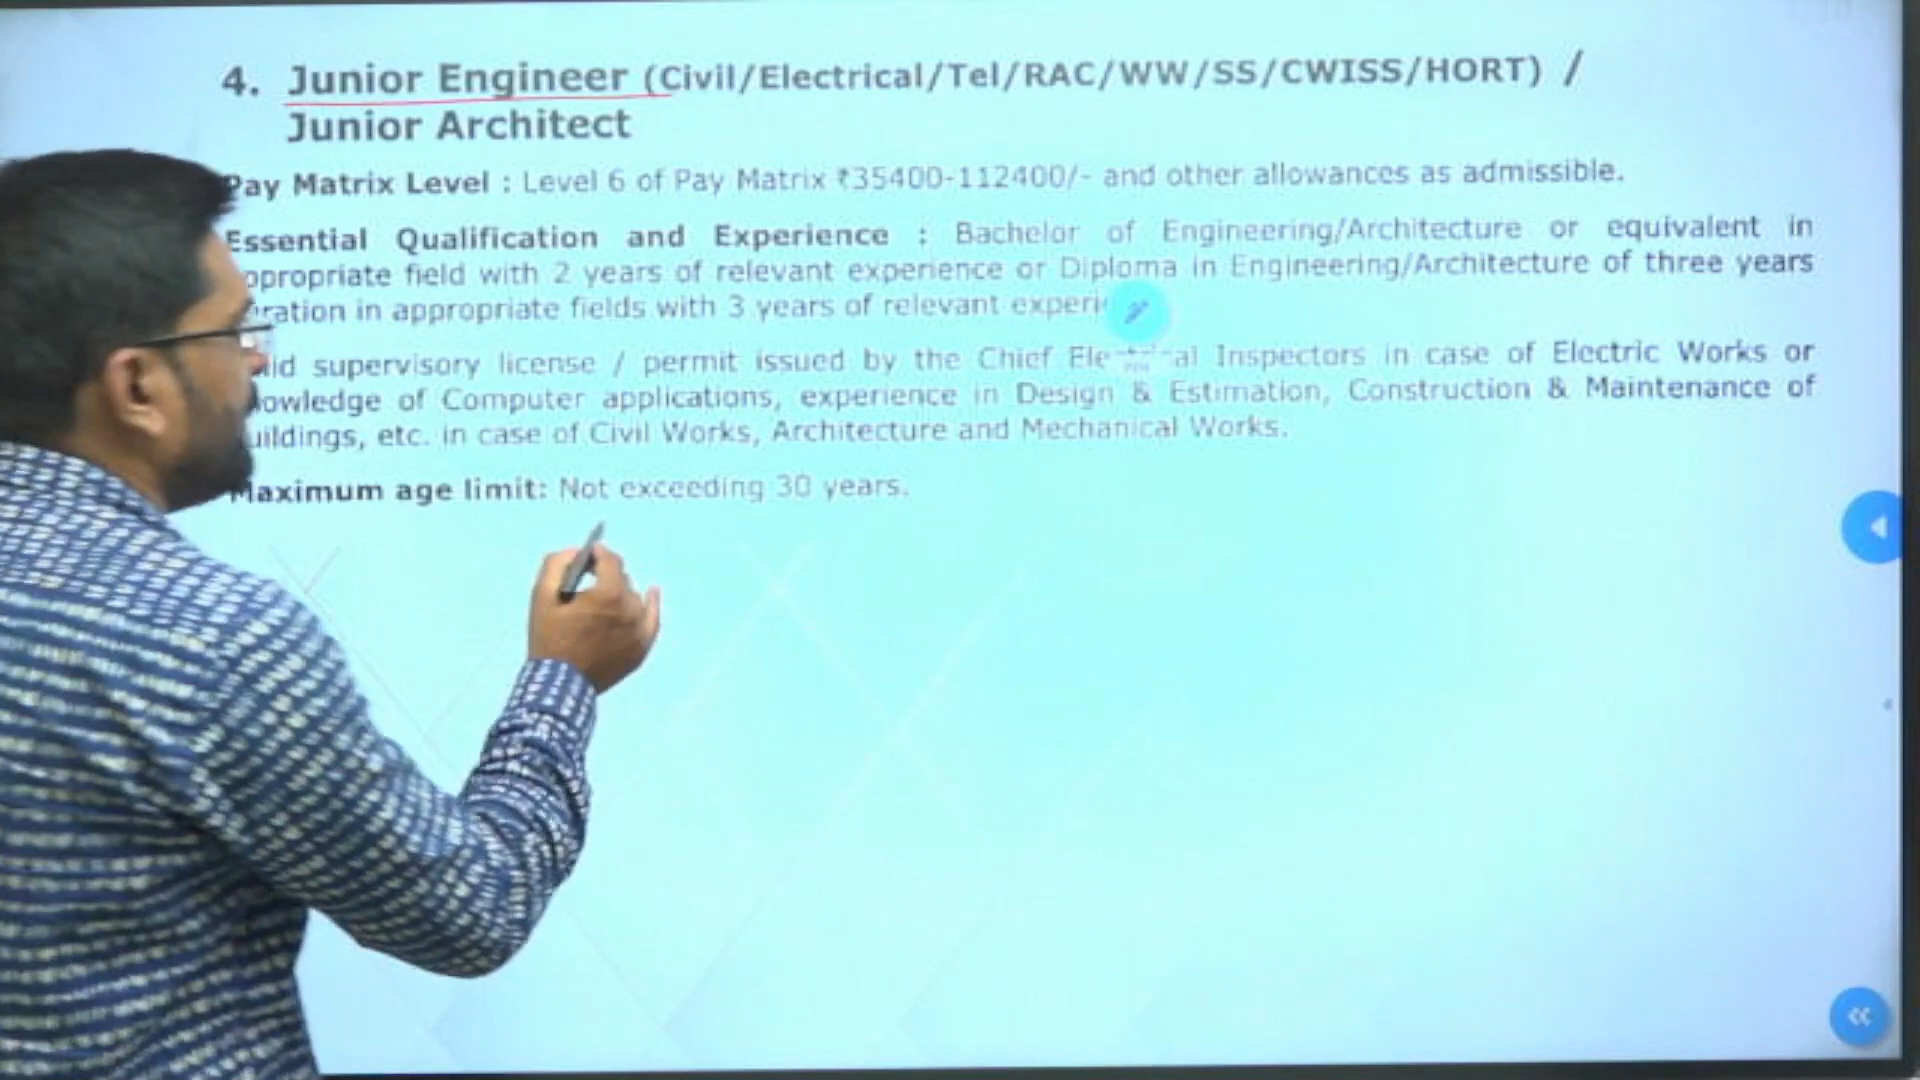 4. Junior Engineer (Civil/Electrical/Tel/RAC/WW/SS/CWISS/HORT) /
Junior Architect
Pay Matrix Level : Level 6 of Pay Matrix ₹35400-112400/- and other allowances as admissible.
Essential Qualification and Experience : Bachelor of Engineering/Architecture or equivalent in
ppropriate field with 2 years of relevant experience or Diploma in Engineering/Architecture of three years
ration in appropriate fields with 3 years of relevant experi
id supervisory license / permit issued by the Chief Ele al Inspectors in case of Electric Works or
owledge of Computer applications, experience in Design & Estimation, Construction & Maintenance of
uildings, etc. in case of Civil Works, Architecture and Mechanical Works.
Maximum age limit: Not exceeding 30 years.